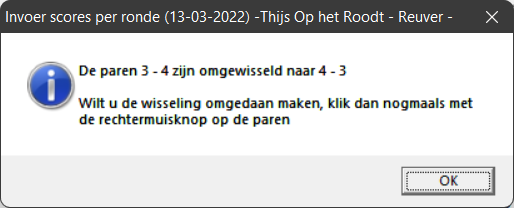 Invoer scores per ronde (13-03-2022) -Thijs Op het Roodt - Reuver -
De paren 3 - 4 zijn omgewisseld naar 4 - 3
Wilt u de wisseling omgedaan maken, klik dan nogmaals met
de rechtermuisknop op de paren
OK